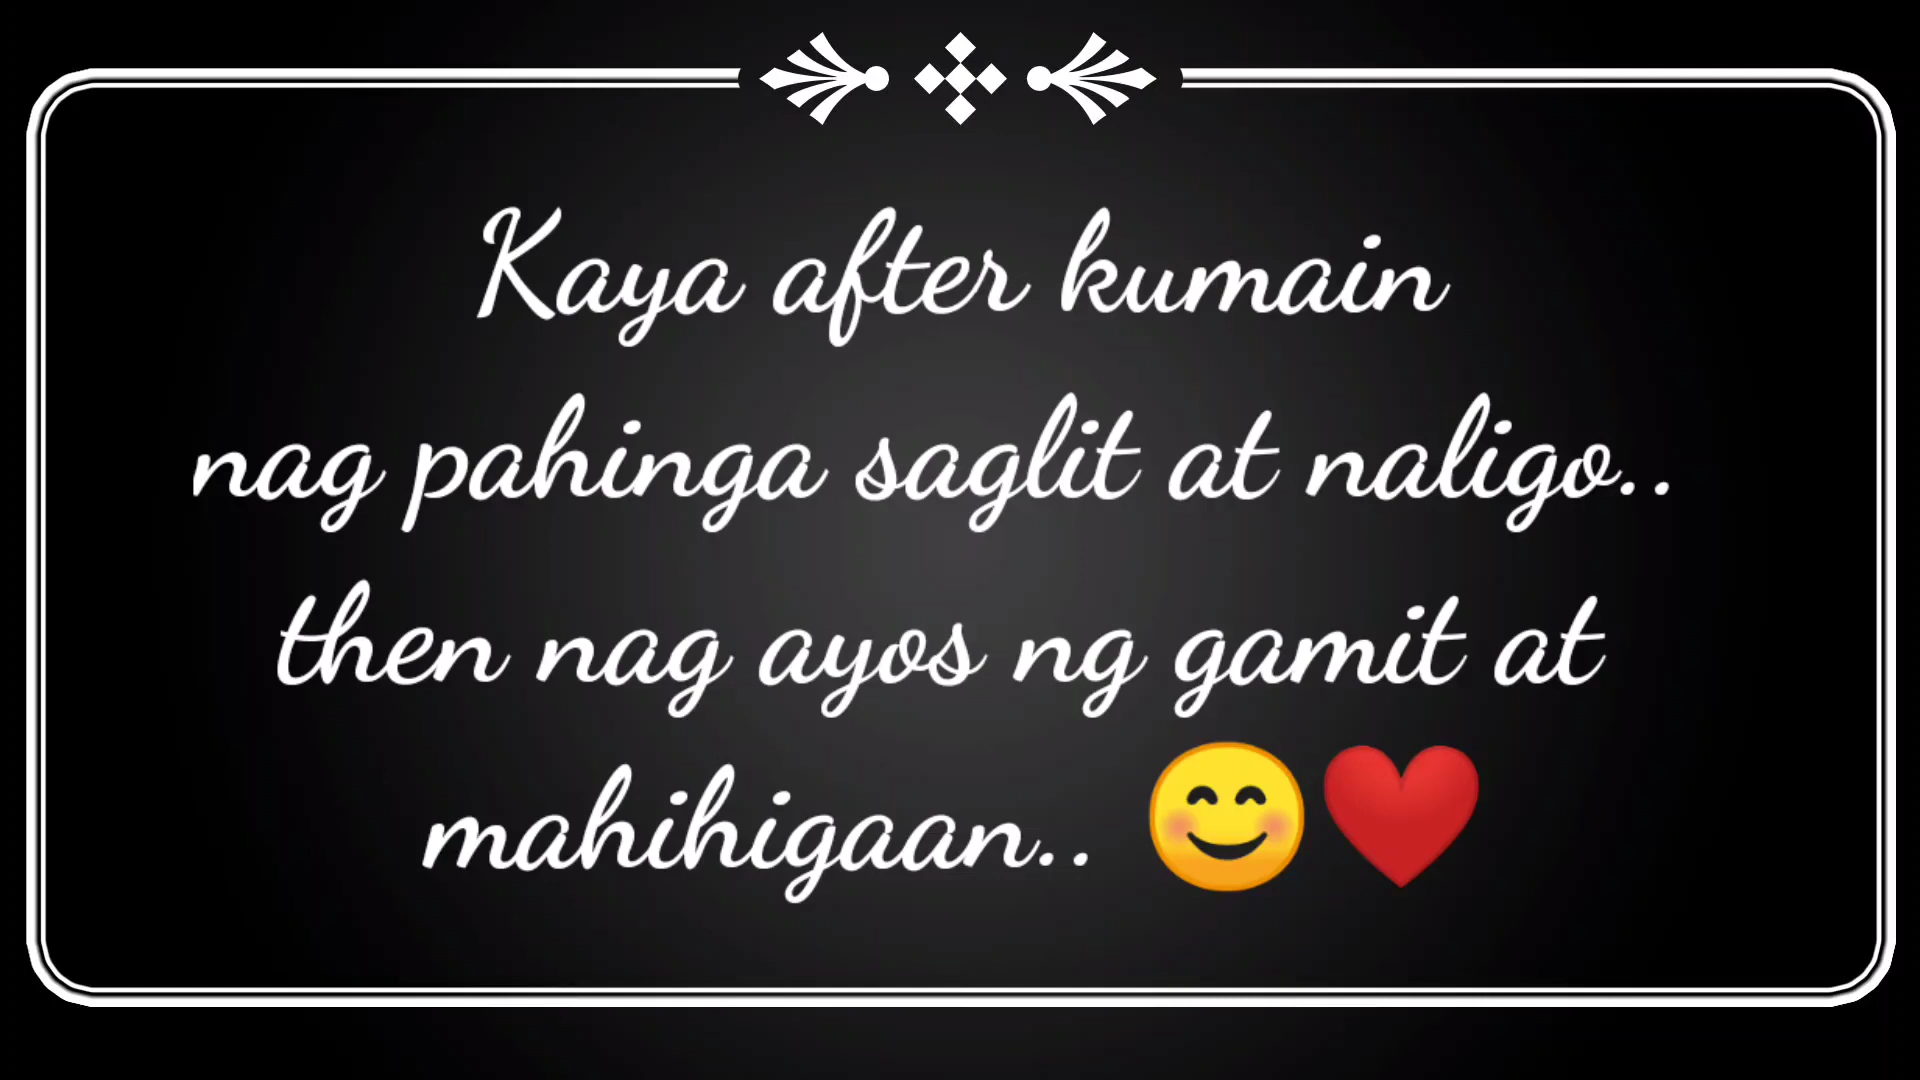 Kaya after kumain
nag pahinga saglit at naligo..
then nag ayos ng gamit at
mahihigaan.. 😊❤️